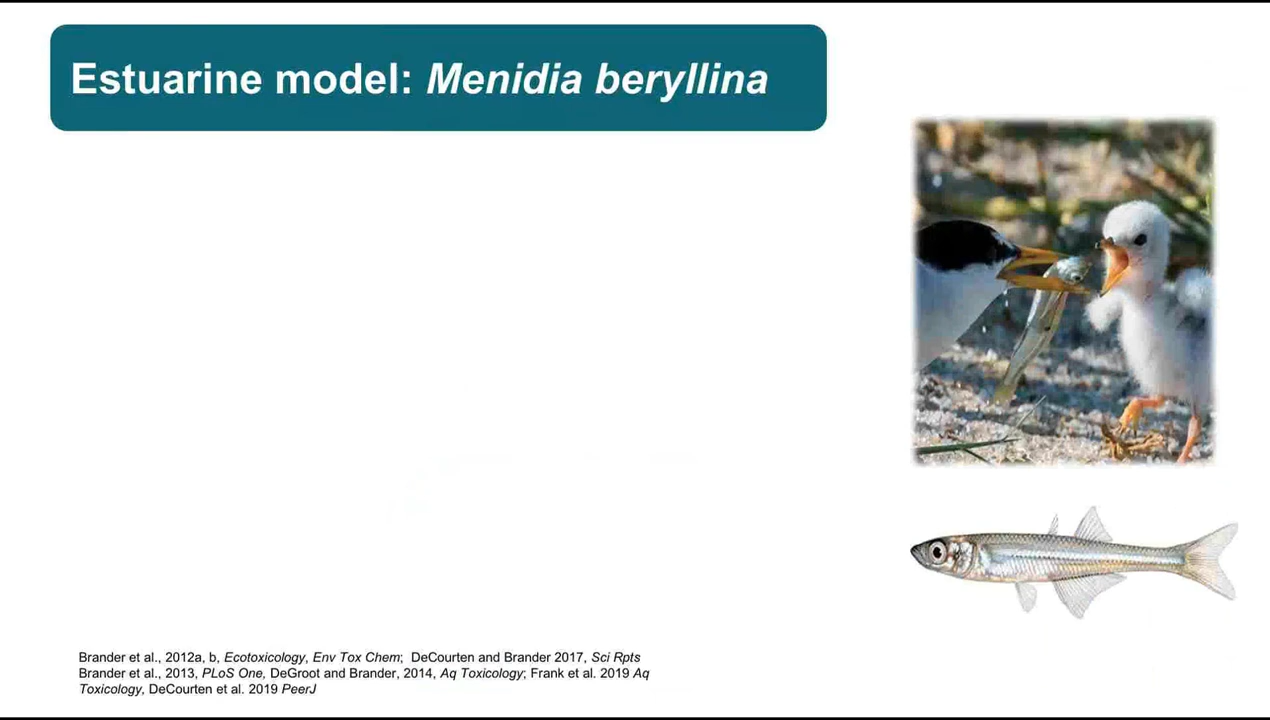 Estuarine model: Menidia beryllina
Brander et al., 2012a, b, Ecotoxicology, Env Tox Chem;  DeCourten and Brander 2017, Sci Rpts
Brander et al., 2013, PLoS One, DeGroot and Brander, 2014, Aq Toxicology; Frank et al. 2019 Aq
Toxicology, DeCourten et al. 2019 PeerJ